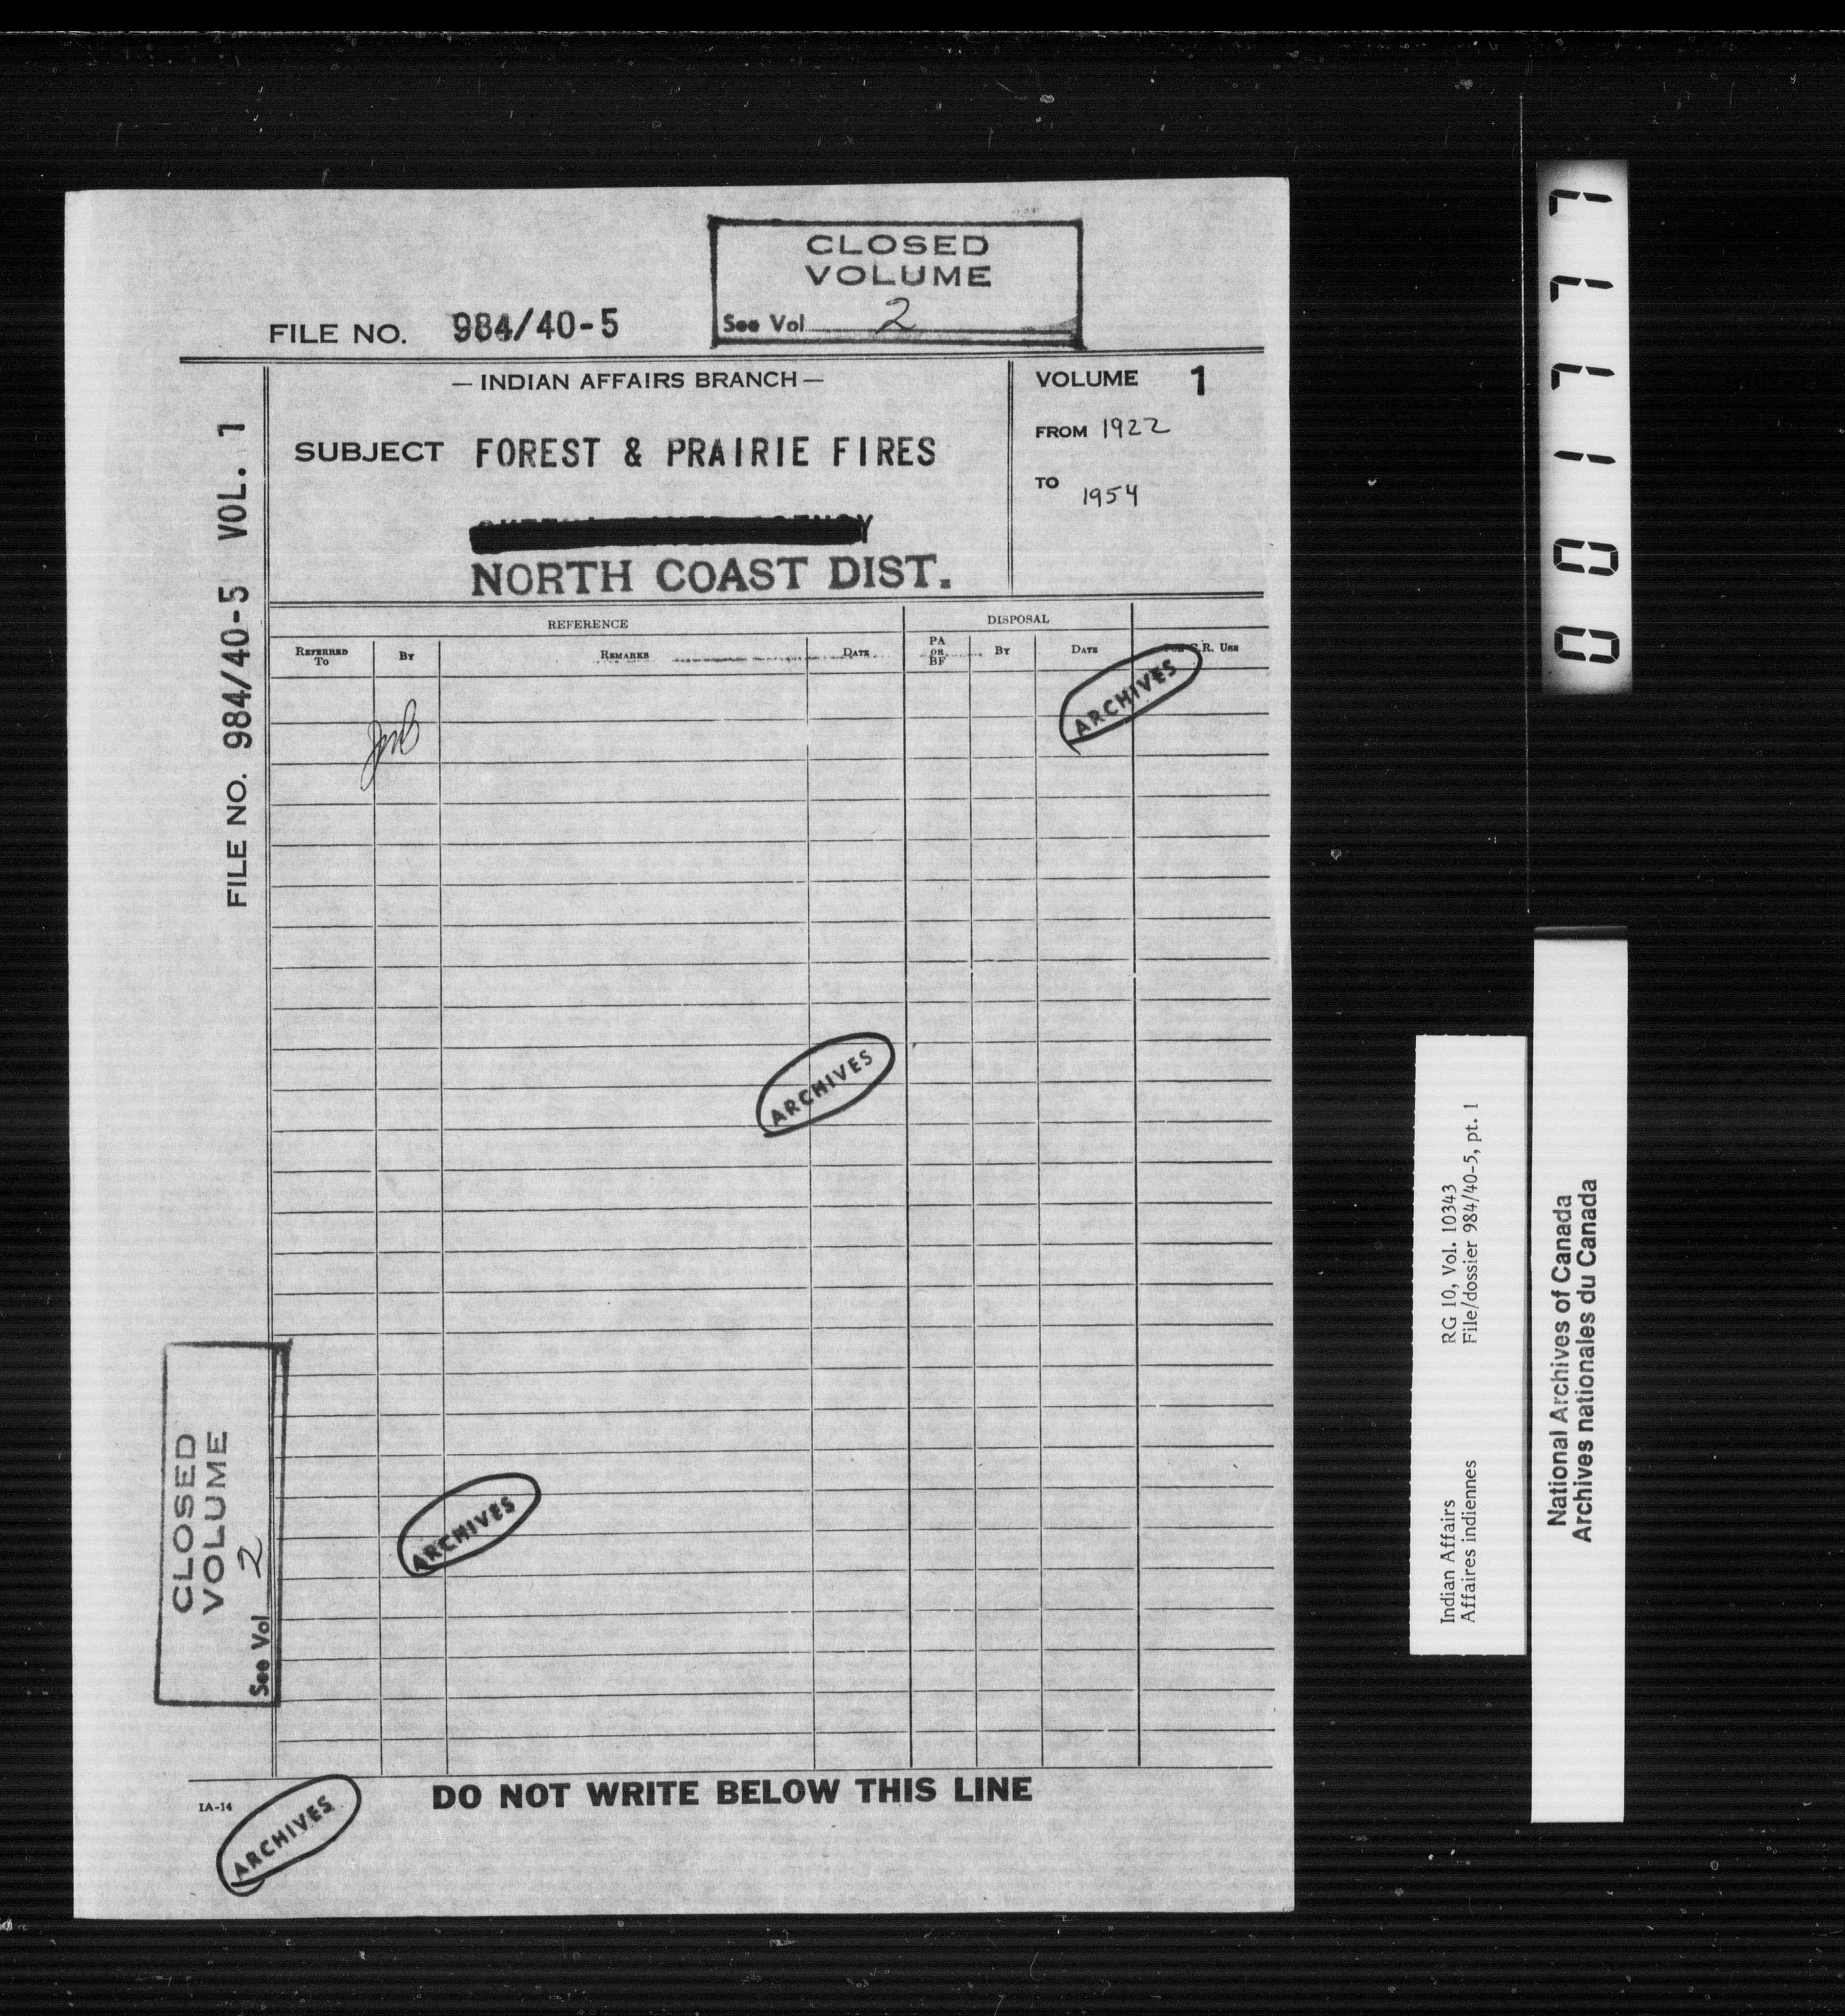 CLOSED
VOLUME
See Vol 2
FILE NO. 984/40-5
— INDIAN AFFAIRS BRANCH —
SUBJECT FOREST & PRAIRIE FIRES
NORTH COAST DIST.
VOLUME 1
FROM 1922
TO 1954
REFERENCE
DISPOSAL
REFERRED
TO
BY
REMARKS
DATE
PA
OR
BF
BY
DATE
R. USE
ARCHIVES
ARCHIVES
ARCHIVES
FILE NO. 984/40-5 VOL. 1
CLOSED
VOLUME
See Vol 2
IA-14
DO NOT WRITE BELOW THIS LINE
ARCHIVES
001777
Indian Affairs
Affaires indiennes
RG 10, Vol. 10343
File/dossier 984/40-5, pt. 1
National Archives of Canada
Archives nationales du Canada